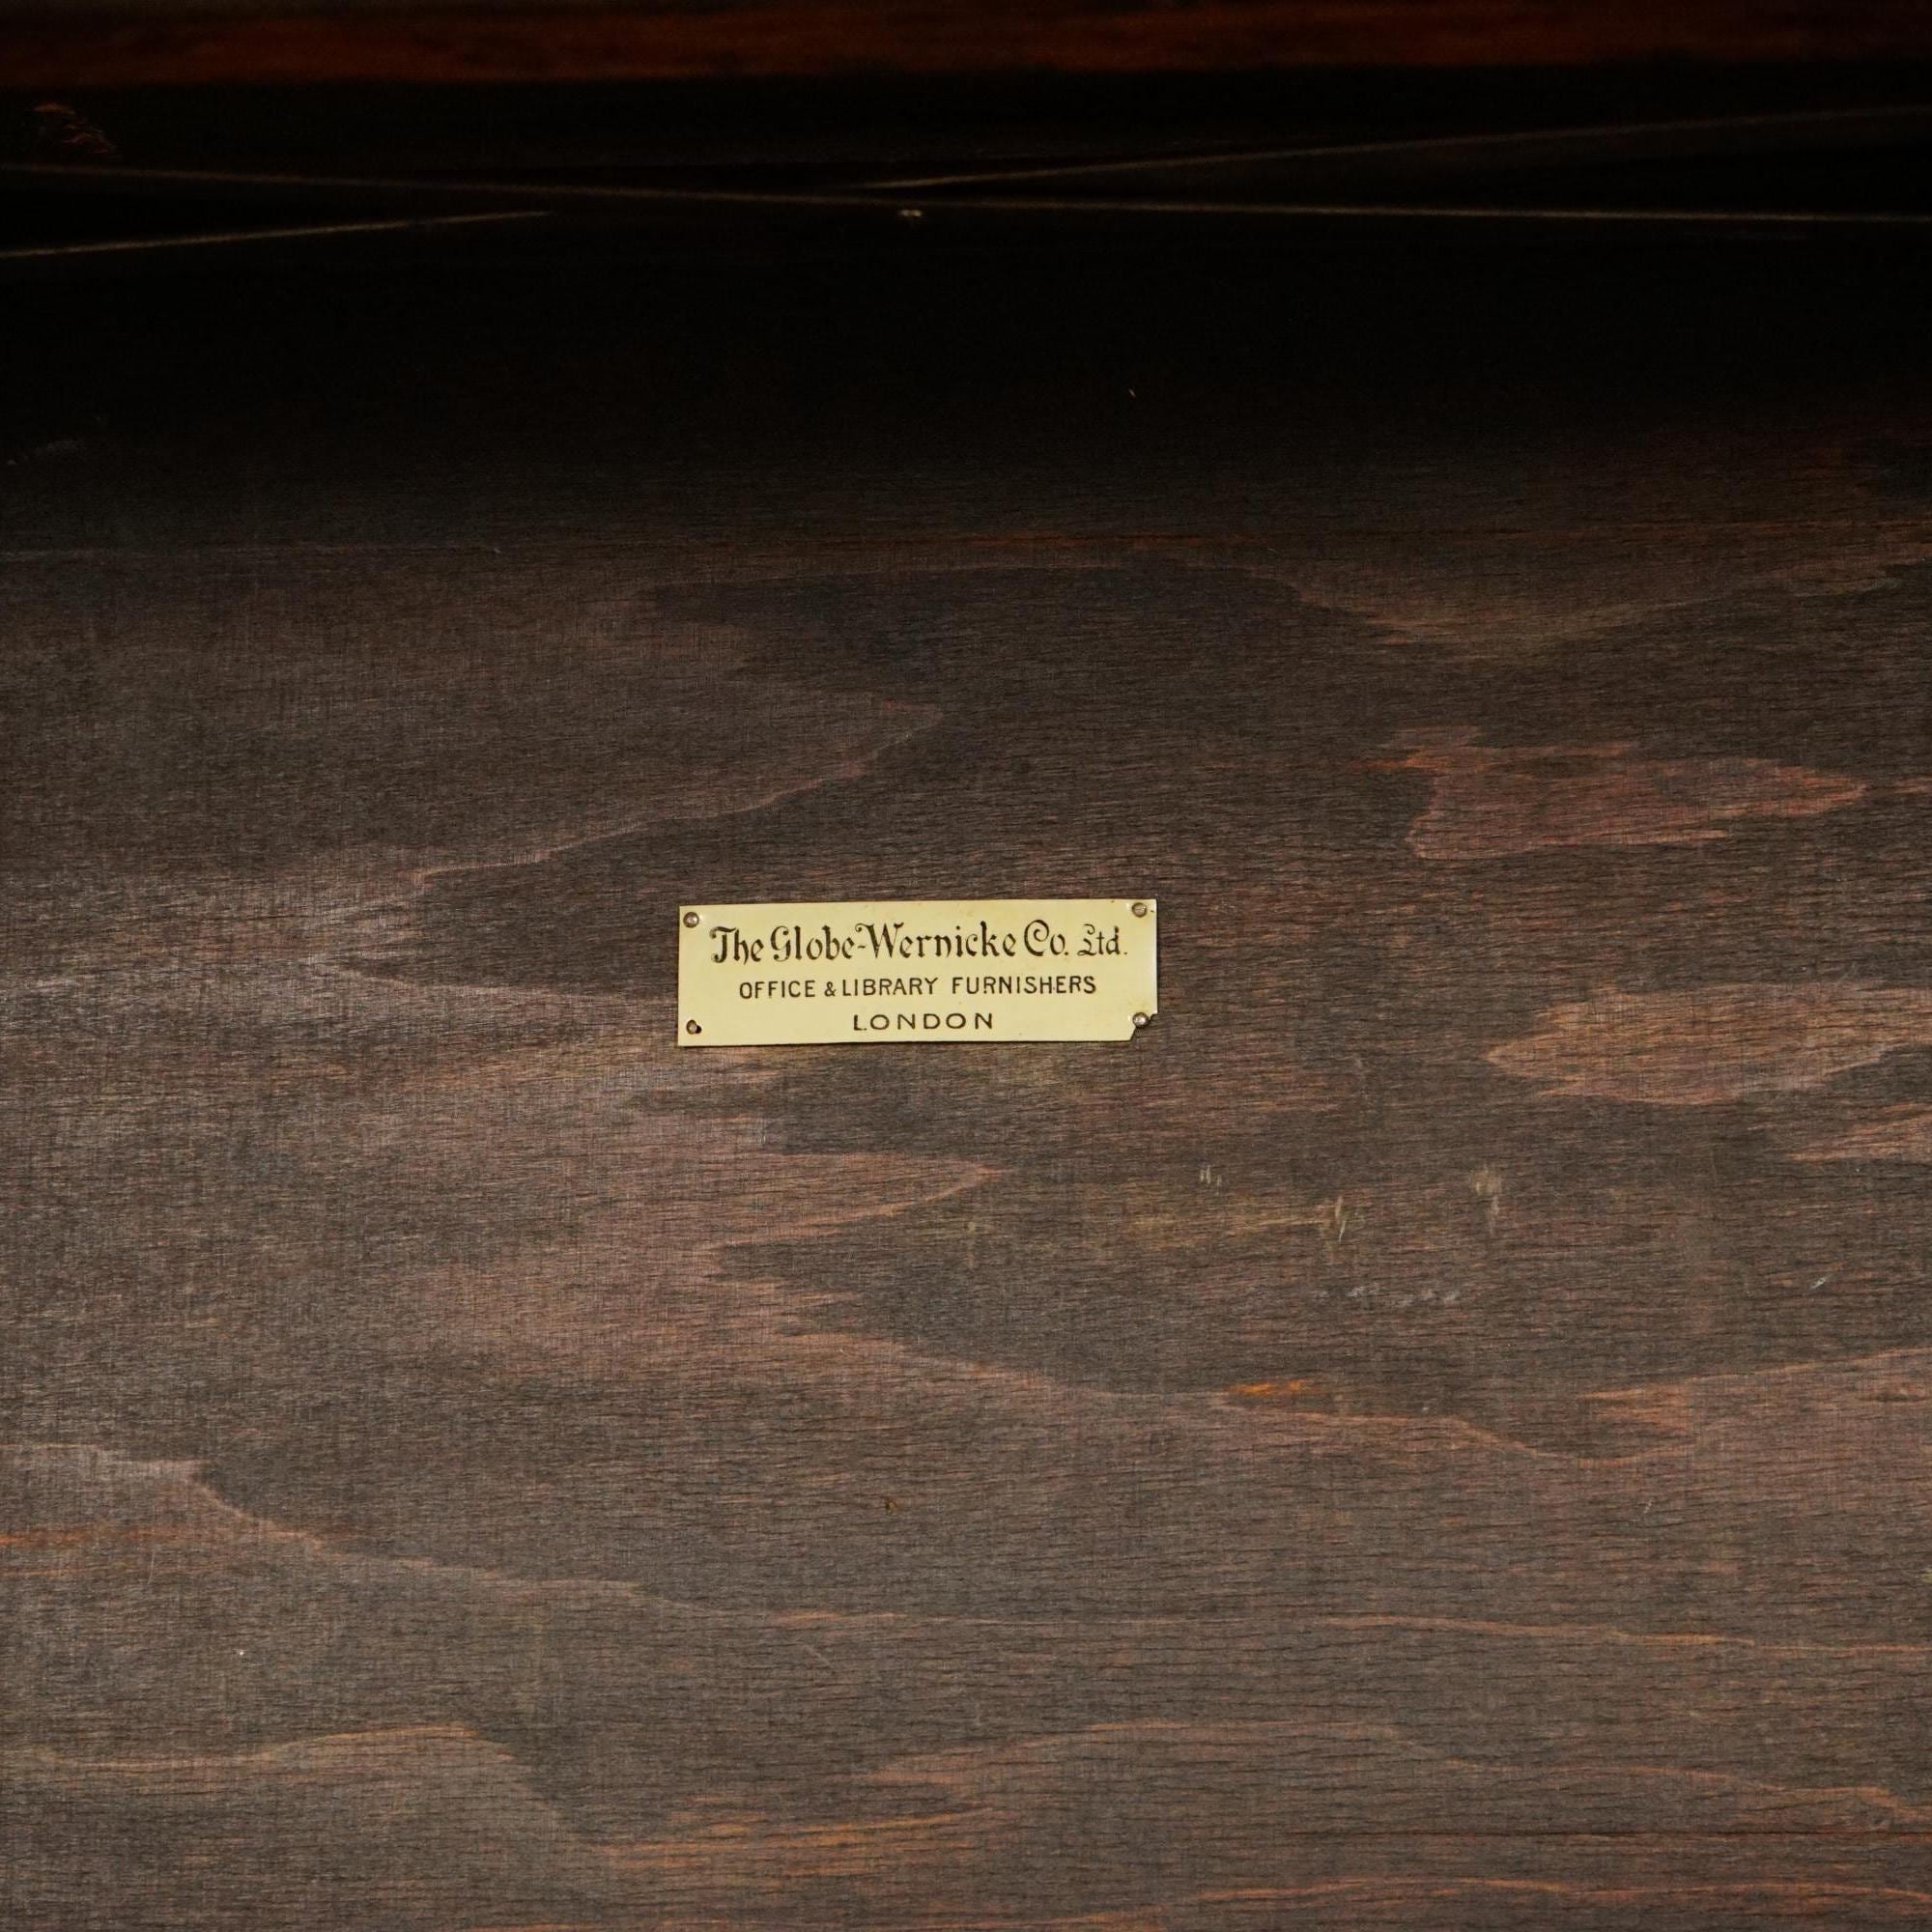 The Globe-Wernicke Co. Ltd.
OFFICE & LIBRARY FURNISHERS
LONDON